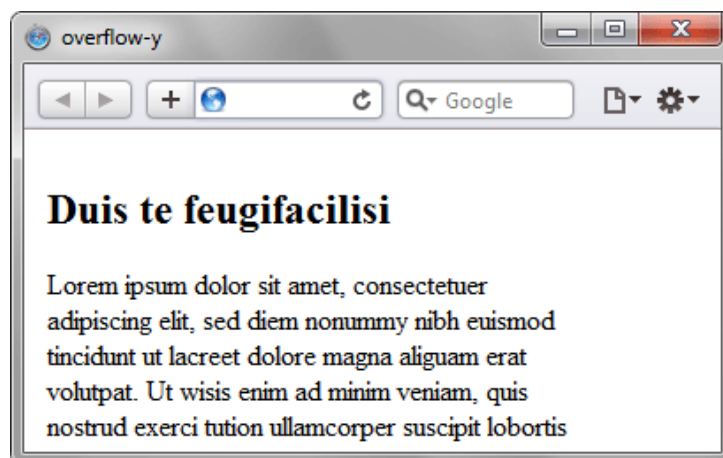 overflow-y
Google
Duis te feugifacilisi
Lorem ipsum dolor sit amet, consectetuer
adipiscing elit, sed diem nonummy nibh euismod
tincidunt ut lacreet dolore magna aliguam erat
volutpat. Ut wisis enim ad minim veniam, quis
nostrud exerci tution ullamcorper suscipit lobortis